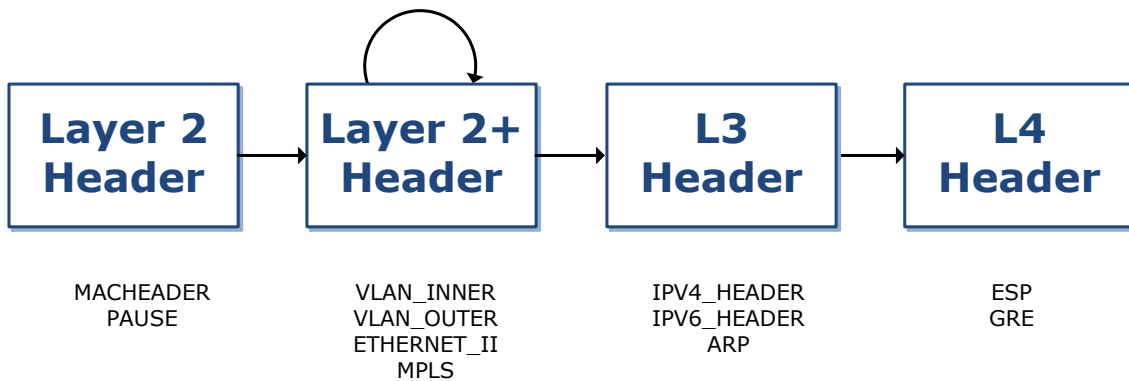 Layer 2
Header
Layer 2+
Header
L3
Header
L4
Header
MACHEADER
PAUSE
VLAN_INNER
VLAN_OUTER
ETHERNET_II
MPLS
IPV4_HEADER
IPV6_HEADER
ARP
ESP
GRE